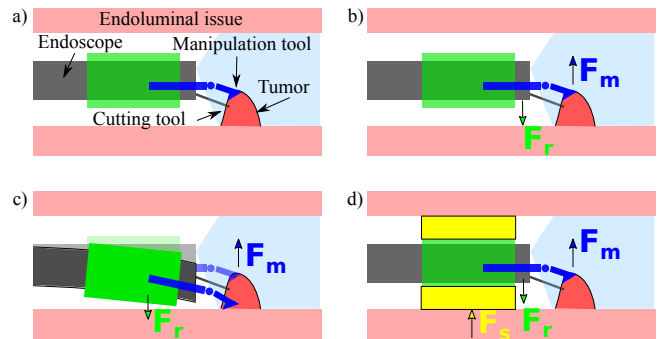 a)
Endoluminal issue
Endoscope
Manipulation tool
Tumor
Cutting tool
b)
Fm
Fr
c)
Fm
Fr
d)
Fm
Fs
Fr